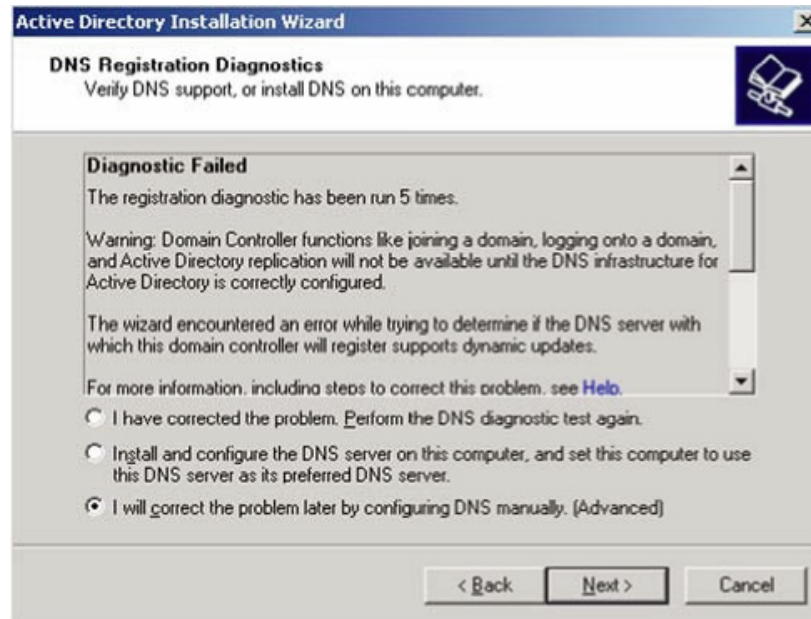 Active Directory Installation Wizard
DNS Registration Diagnostics
Verify DNS support, or install DNS on this computer.
Diagnostic Failed
The registration diagnostic has been run 5 times.
Warning: Domain Controller functions like joining a domain, logging onto a domain,
and Active Directory replication will not be available until the DNS infrastructure for
Active Directory is correctly configured.
The wizard encountered an error while trying to determine if the DNS server with
which this domain controller will register supports dynamic updates.
For more information, including steps to correct this problem, see Help.
I have corrected the problem. Perform the DNS diagnostic test again.
Install and configure the DNS server on this computer, and set this computer to use
this DNS server as its preferred DNS server.
I will correct the problem later by configuring DNS manually. (Advanced)
< Back
Next >
Cancel